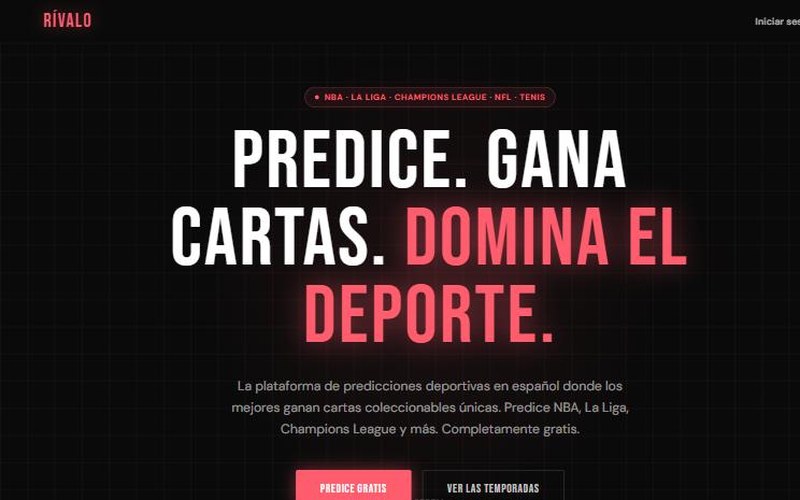 RÍVALO
Iniciar ses
NBA · LA LIGA · CHAMPIONS LEAGUE · NFL · TENIS
PREDICE. GANA
CARTAS. DOMINA EL
DEPORTE.
La plataforma de predicciones deportivas en español donde los
mejores ganan cartas coleccionables únicas. Predice NBA, La Liga,
Champions League y más. Completamente gratis.
PREDICE GRATIS
VER LAS TEMPORADAS